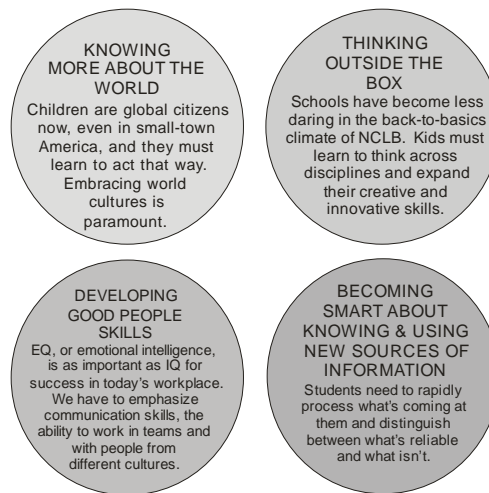 KNOWING
MORE ABOUT THE
WORLD
Children are global citizens
now, even in small-town
America, and they must
learn to act that way.
Embracing world
cultures is
paramount.
THINKING
OUTSIDE THE
BOX
Schools have become less
daring in the back-to-basics
climate of NCLB. Kids must
learn to think across
disciplines and expand
their creative and
innovative skills.
DEVELOPING
GOOD PEOPLE
SKILLS
EQ, or emotional intelligence,
is as important as IQ for
success in today's workplace.
We have to emphasize
communication skills, the
ability to work in teams and
with people from
different cultures.
BECOMING
SMART ABOUT
KNOWING & USING
NEW SOURCES OF
INFORMATION
Students need to rapidly
process what's coming at
them and distinguish
between what's reliable
and what isn't.